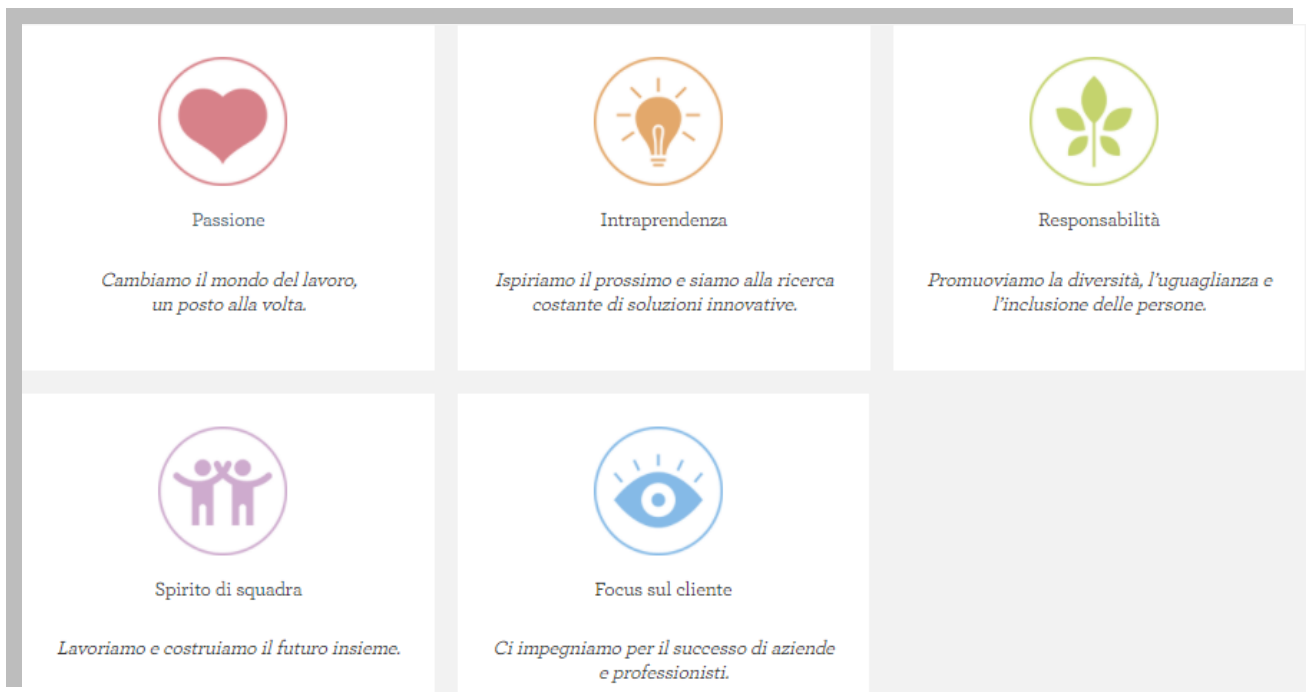 Passione
Cambiamo il mondo del lavoro,
un posto alla volta.
Intraprendenza
Ispiriamo il prossimo e siamo alla ricerca
costante di soluzioni innovative.
Responsabilità
Promuoviamo la diversità, l'uguaglianza e
l'inclusione delle persone.
Spirito di squadra
Lavoriamo e costruiamo il futuro insieme.
Focus sul cliente
Ci impegniamo per il successo di aziende
e professionisti.